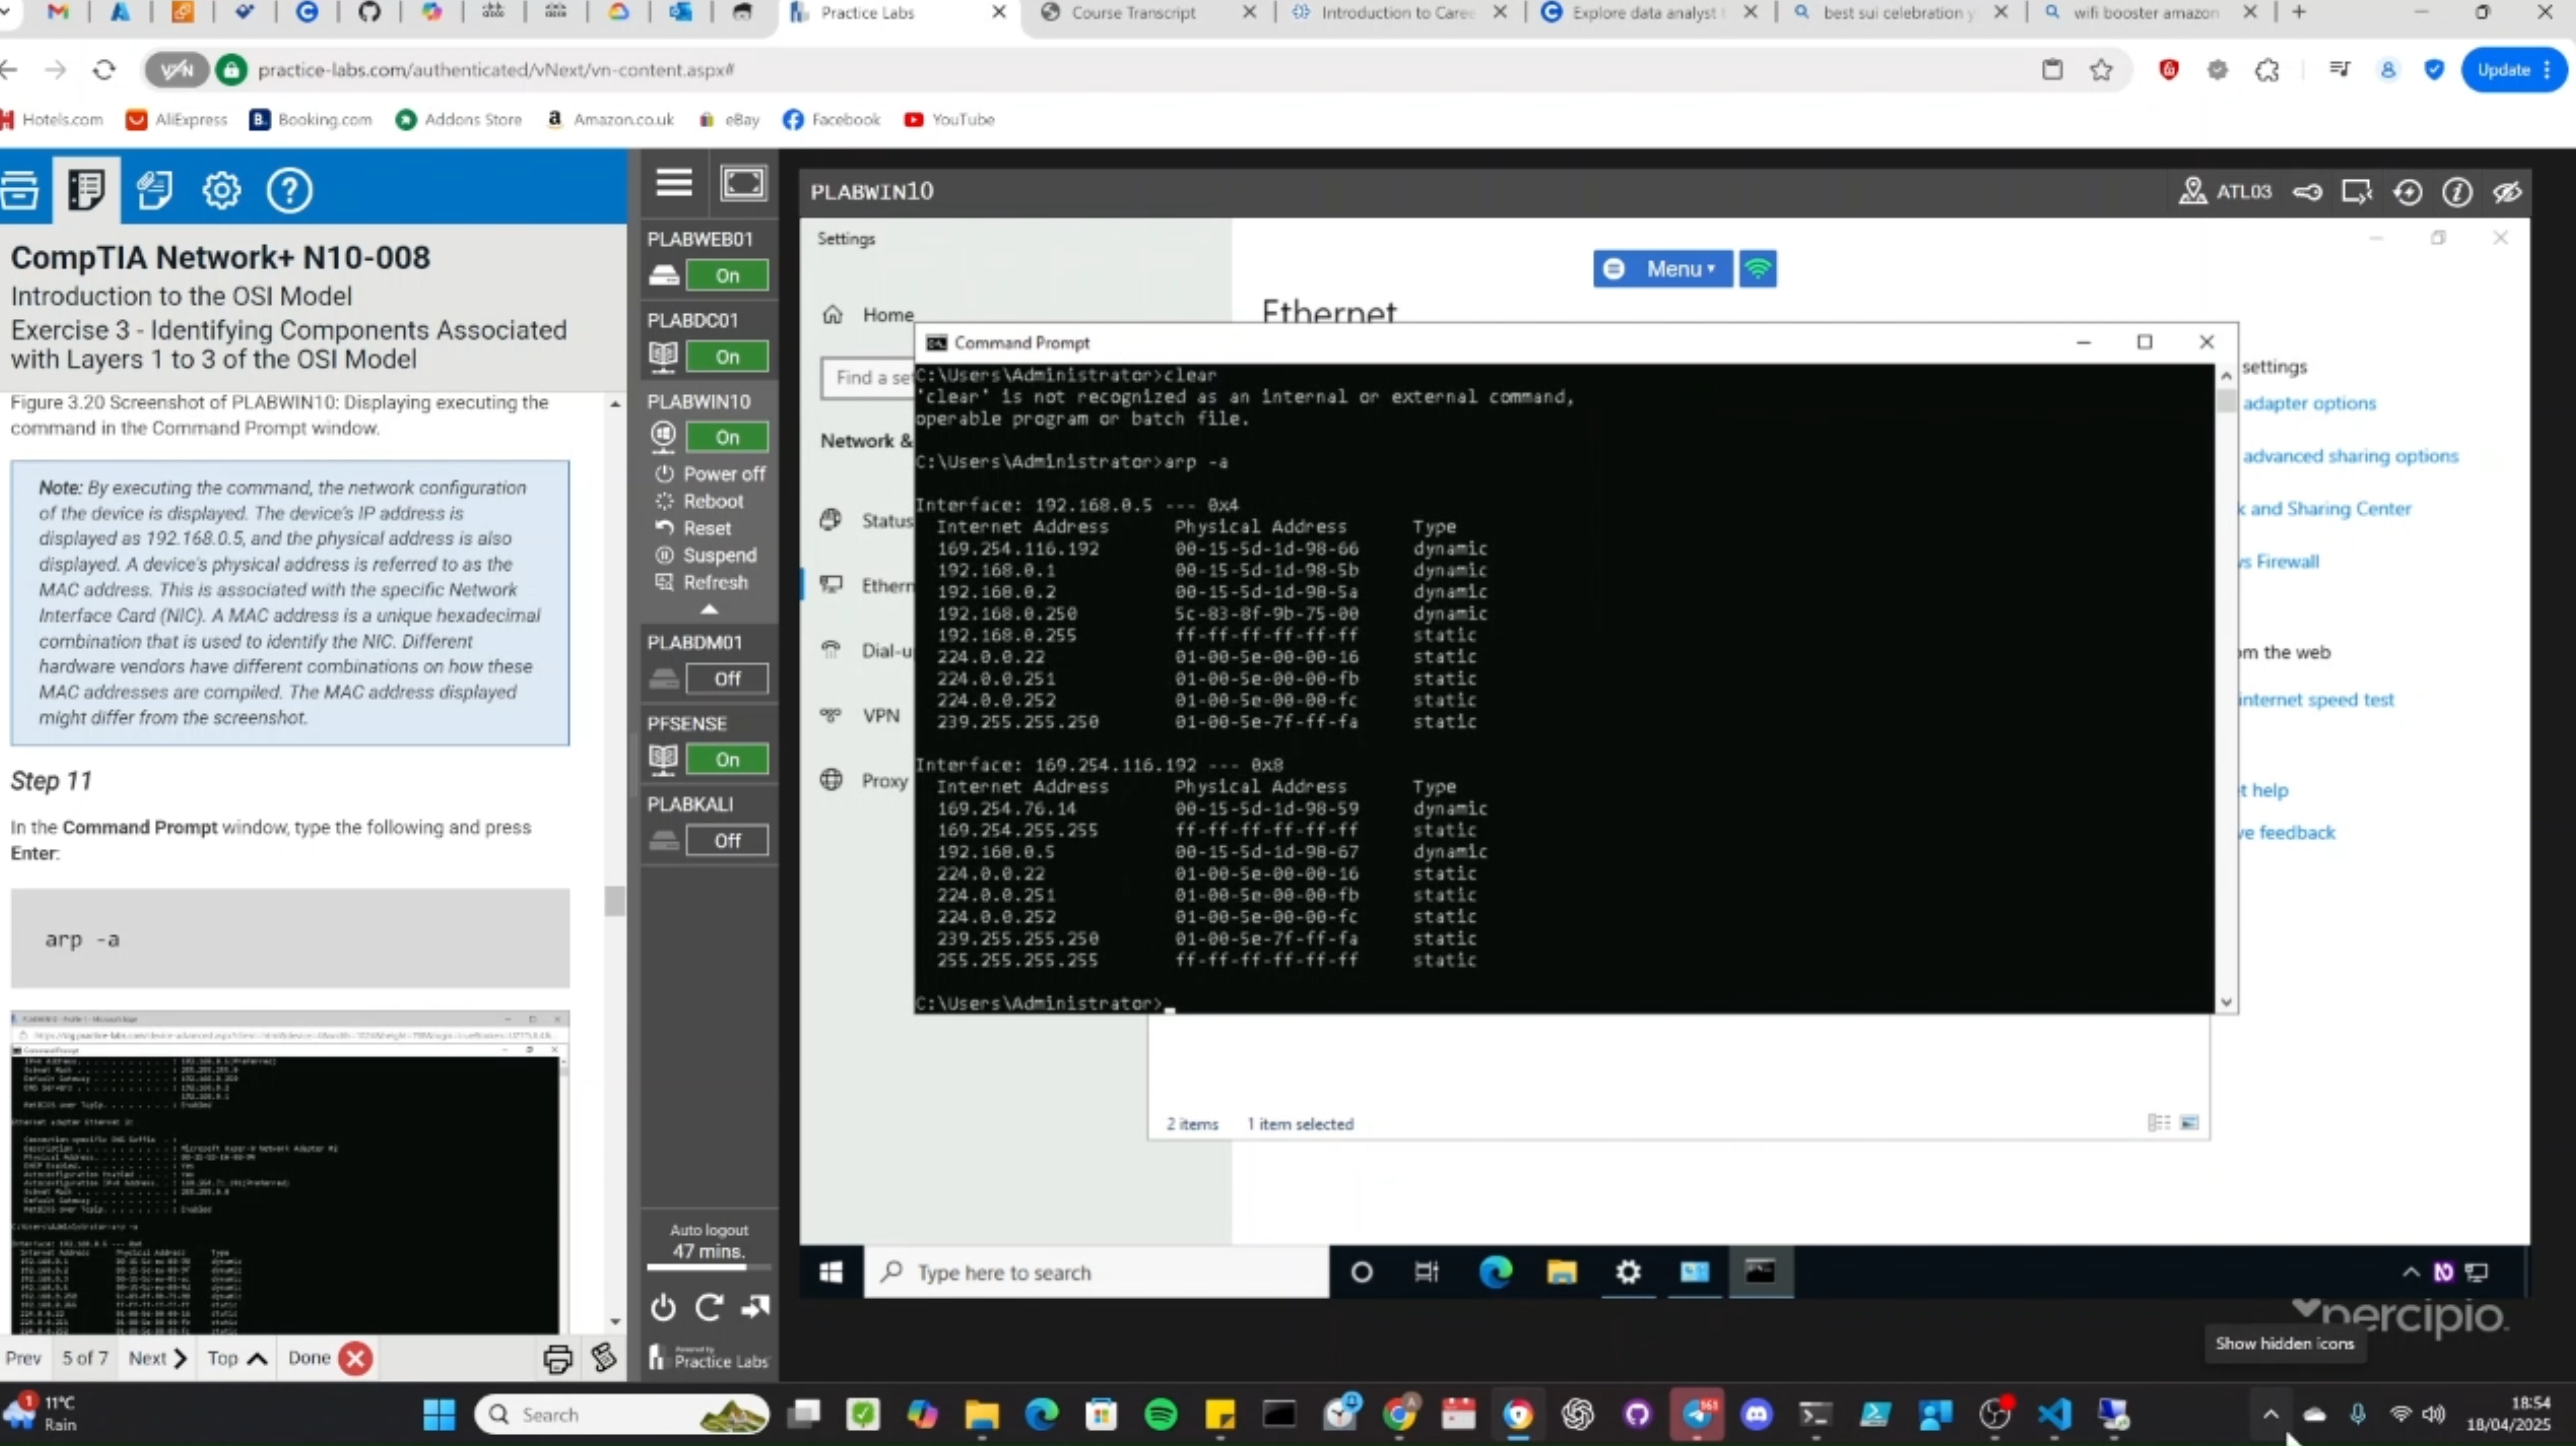 Practice Labs
Course Transcript
Introduction to Caree
Explore data analyst t
best sui celebration y
wifi booster amazon
VPN
practice-labs.com/authenticated/vNext/vn-content.aspx#
Update
Hotels.com
AliExpress
Booking.com
Addons Store
Amazon.co.uk
eBay
Facebook
YouTube
CompTIA Network+ N10-008
Introduction to the OSI Model
Exercise 3 - Identifying Components Associated
with Layers 1 to 3 of the OSI Model
Figure 3.20 Screenshot of PLABWIN10: Displaying executing the
command in the Command Prompt window.
Note: By executing the command, the network configuration
of the device is displayed. The device's IP address is
displayed as 192.168.0.5, and the physical address is also
displayed. A device's physical address is referred to as the
MAC address. This is associated with the specific Network
Interface Card (NIC). A MAC address is a unique hexadecimal
combination that is used to identify the NIC. Different
hardware vendors have different combinations on how these
MAC addresses are compiled. The MAC address displayed
might differ from the screenshot.
Step 11
In the Command Prompt window, type the following and press
Enter:
arp -a
Prev
5 of 7
Next
Top
Done
PLABWEB01
On
PLABDC01
On
PLABWIN10
On
Power off
Reboot
Reset
Suspend
Refresh
PLABDM01
Off
PFSENSE
On
PLABKALI
Off
Auto logout
47 mins.
Powered by
Practice Labs
PLABWIN10
ATL03
Settings
Menu
Home
Ethernet
Find a set
Network &
Status
Ethern
Dial-u
VPN
Proxy
Command Prompt
C:\Users\Administrator>clear
'clear' is not recognized as an internal or external command,
operable program or batch file.
C:\Users\Administrator>arp -a
Interface: 192.168.0.5 --- 0x4
Internet Address Physical Address Type
169.254.116.192 00-15-5d-1d-98-66 dynamic
192.168.0.1 00-15-5d-1d-98-5b dynamic
192.168.0.2 00-15-5d-1d-98-5a dynamic
192.168.0.250 5c-83-8f-9b-75-00 dynamic
192.168.0.255 ff-ff-ff-ff-ff-ff static
224.0.0.22 01-00-5e-00-00-16 static
224.0.0.251 01-00-5e-00-00-fb static
224.0.0.252 01-00-5e-00-00-fc static
239.255.255.250 01-00-5e-7f-ff-fa static
Interface: 169.254.116.192 --- 0x8
Internet Address Physical Address Type
169.254.76.14 00-15-5d-1d-98-59 dynamic
169.254.255.255 ff-ff-ff-ff-ff-ff static
192.168.0.5 00-15-5d-1d-98-67 dynamic
224.0.0.22 01-00-5e-00-00-16 static
224.0.0.251 01-00-5e-00-00-fb static
224.0.0.252 01-00-5e-00-00-fc static
239.255.255.250 01-00-5e-7f-ff-fa static
255.255.255.255 ff-ff-ff-ff-ff-ff static
C:\Users\Administrator>_
settings
adapter options
advanced sharing options
k and Sharing Center
vs Firewall
om the web
internet speed test
t help
ve feedback
2 items
1 item selected
Type here to search
percipio.
Show hidden icons
1
11°C
Rain
Search
161
18:54
18/04/2025